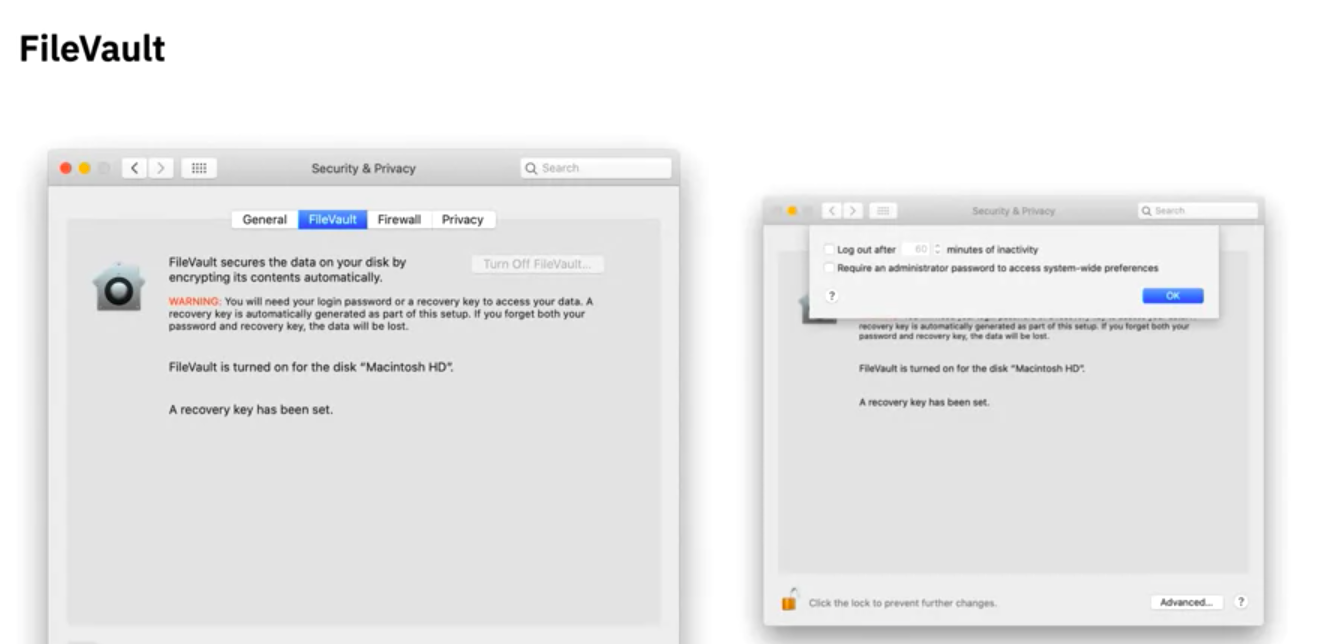 FileVault
Security & Privacy
Search
General FileVault Firewall Privacy
FileVault secures the data on your disk by
encrypting its contents automatically.
Turn Off FileVault...
WARNING: You will need your login password or a recovery key to access your data. A
recovery key is automatically generated as part of this setup. If you forget both your
password and recovery key, the data will be lost.
FileVault is turned on for the disk “Macintosh HD”.
A recovery key has been set.
Security & Privacy
Search
Log out after 60 minutes of inactivity
Require an administrator password to access system-wide preferences
?
OK
recovery key is automatically generated as part of this setup. If you forget both your
password and recovery key, the data will be lost.
FileVault is turned on for the disk “Macintosh HD”.
A recovery key has been set.
Click the lock to prevent further changes.
Advanced...
?